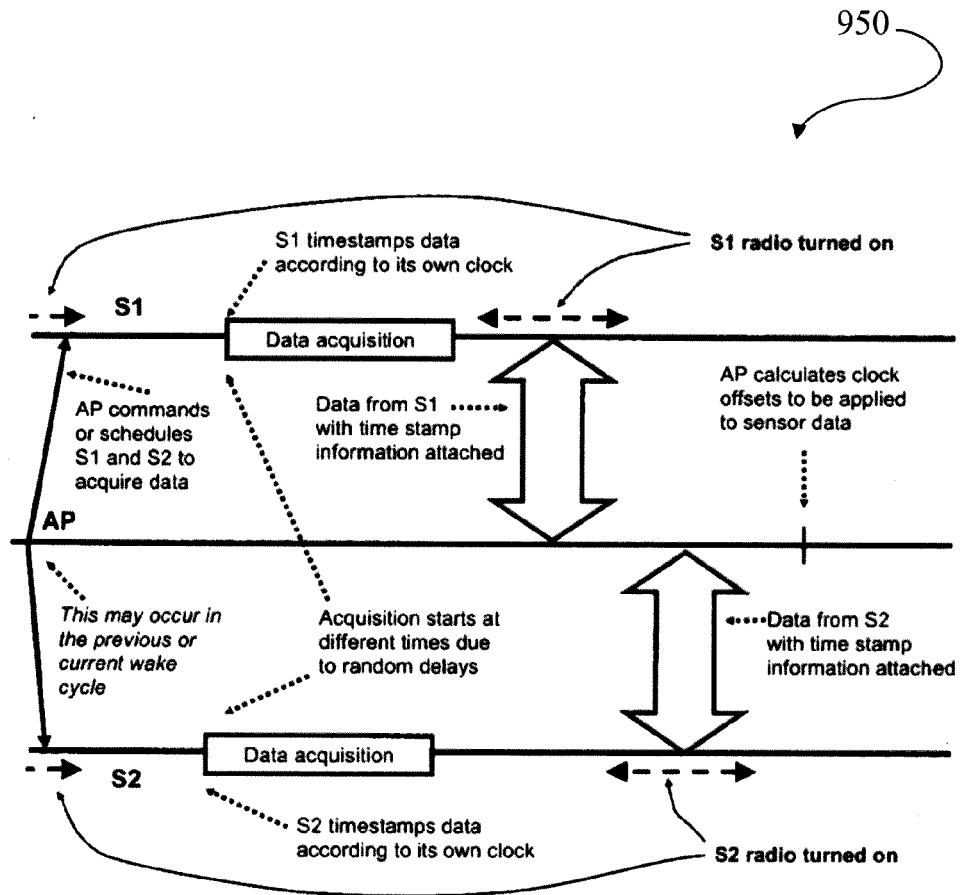 950
S1 timestamps data
according to its own clock
S1 radio turned on
S1
Data acquisition
AP commands
or schedules
S1 and S2 to
acquire data
Data from S1
with time stamp
information attached
AP calculates clock
offsets to be applied
to sensor data
AP
This may occur in
the previous or
current wake
cycle
Acquisition starts at
different times due
to random delays
Data from S2
with time stamp
information attached
Data acquisition
S2
S2 timestamps data
according to its own clock
S2 radio turned on